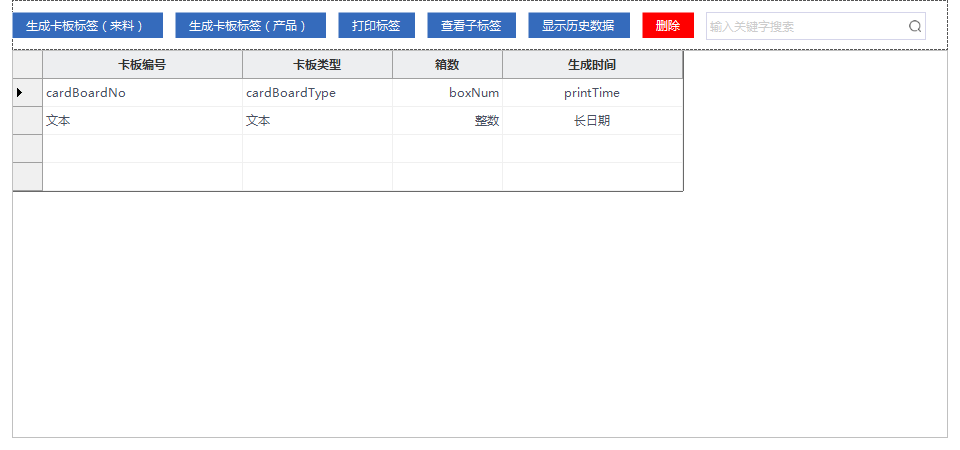 生成卡板标签（来料） 生成卡板标签（产品） 打印标签 查看子标签 显示历史数据 删除 输入关键字搜索
卡板编号 卡板类型 箱数 生成时间
cardBoardNo cardBoardType boxNum printTime
文本 文本 整数 长日期